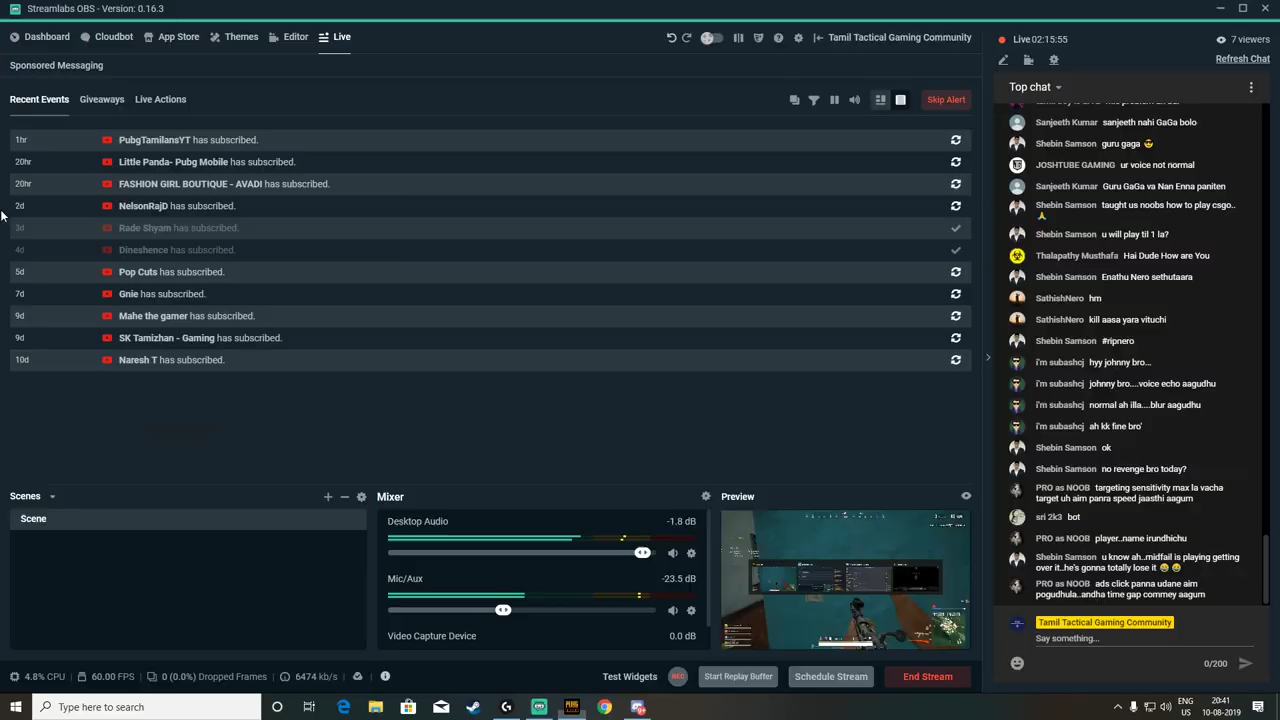 Streamlabs OBS - Version: 0.16.3
Dashboard
Cloudbot
App Store
Themes
Editor
Live
Tamil Tactical Gaming Community
Sponsored Messaging
Recent Events
Giveaways
Live Actions
Skip Alert
1hr PubgTamilansYT has subscribed.
20hr Little Panda- Pubg Mobile has subscribed.
20hr FASHION GIRL BOUTIQUE - AVADI has subscribed.
2d NelsonRajD has subscribed.
3d Rade Shyam has subscribed.
4d Dineshence has subscribed.
5d Pop Cuts has subscribed.
7d Gnie has subscribed.
9d Mahe the gamer has subscribed.
9d SK Tamizhan - Gaming has subscribed.
10d Naresh T has subscribed.
Scenes
Scene
Mixer
Desktop Audio -1.8 dB
Mic/Aux -23.5 dB
Video Capture Device 0.0 dB
Preview
4.8% CPU
60.00 FPS
0 (0.0%) Dropped Frames
6474 kb/s
Test Widgets
REC
Start Replay Buffer
Schedule Stream
End Stream
Live 02:15:55
7 viewers
Refresh Chat
Top chat
Sanjeeth Kumar sanjeeth nahi GaGa bolo
Shebin Samson guru gaga 😎
JOSHTUBE GAMING ur voice not normal
Sanjeeth Kumar Guru GaGa va Nan Enna paniten
Shebin Samson taught us noobs how to play csgo..
🙏
Shebin Samson u will play til 1 la?
Thalapathy Musthafa Hai Dude How are You
Shebin Samson Enathu Nero sethutaara
SathishNero hm
SathishNero kill aasa yara vituchi
Shebin Samson #ripnero
i'm subashcj hyy johnny bro...
i'm subashcj johnny bro....voice echo aagudhu
i'm subashcj normal ah illa....blur aagudhu
i'm subashcj ah kk fine bro'
Shebin Samson ok
Shebin Samson no revenge bro today?
PRO as NOOB targeting sensitivity max la vacha
target uh aim panra speed jaasthi aagum
sri 2k3 bot
PRO as NOOB player..name irundhichu
Shebin Samson u know ah..midfail is playing getting
over it..he's gonna totally lose it 😂 😂
PRO as NOOB ads click panna udane aim
pogudhula..andha time gap commey aagum
Tamil Tactical Gaming Community
Say something...
0/200
Type here to search
ENG
US
20:41
10-08-2019